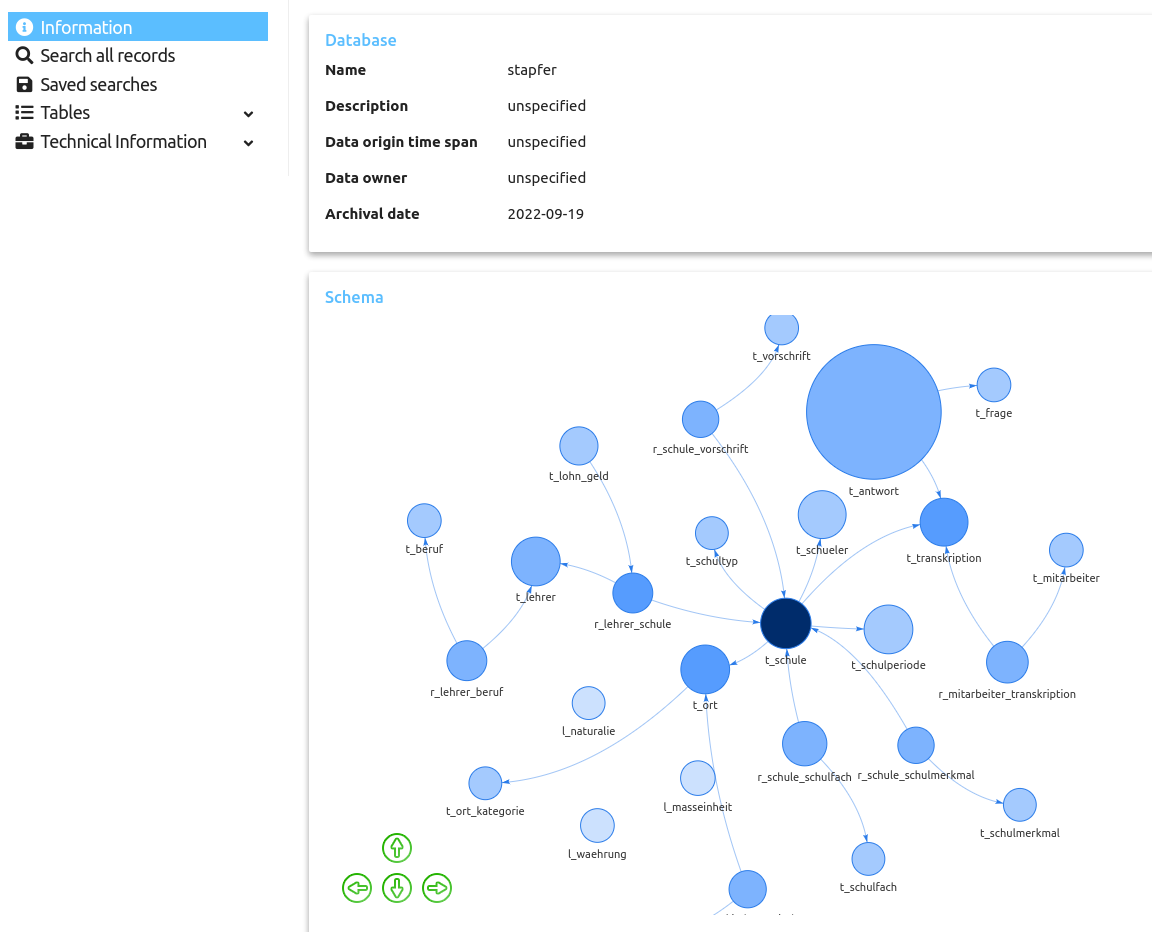 Information
Search all records
Saved searches
Tables
Technical Information
Database
Name stapfer
Description unspecified
Data origin time span unspecified
Data owner unspecified
Archival date 2022-09-19
Schema
t_vorschrift
t_frage
r_schule_vorschrift
t_lohn_geld
t_antwort
t_beruf
t_schultyp
t_schueler
t_transkription
t_mitarbeiter
t_lehrer
r_lehrer_schule
t_schule
t_schulperiode
r_lehrer_beruf
r_mitarbeiter_transkription
t_ort
l_naturalie
r_schule_schulfach
r_schule_schulmerkmal
t_ort_kategorie
l_masseinheit
t_schulmerkmal
l_waehrung
t_schulfach